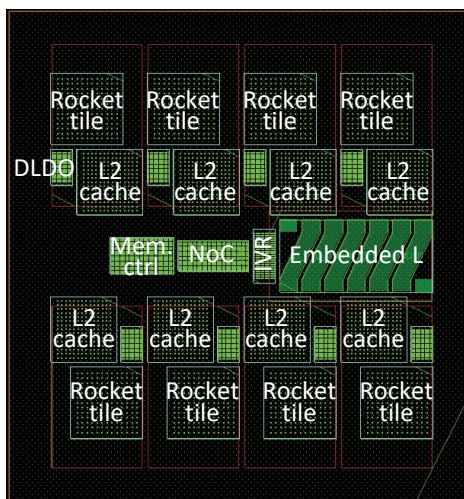 Rocket
tile
Rocket
tile
Rocket
tile
Rocket
tile
DLDO
L2
cache
L2
cache
L2
cache
L2
cache
Mem.
ctrl
NoC
IVR
Embedded L
L2
cache
L2
cache
L2
cache
L2
cache
Rocket
tile
Rocket
tile
Rocket
tile
Rocket
tile